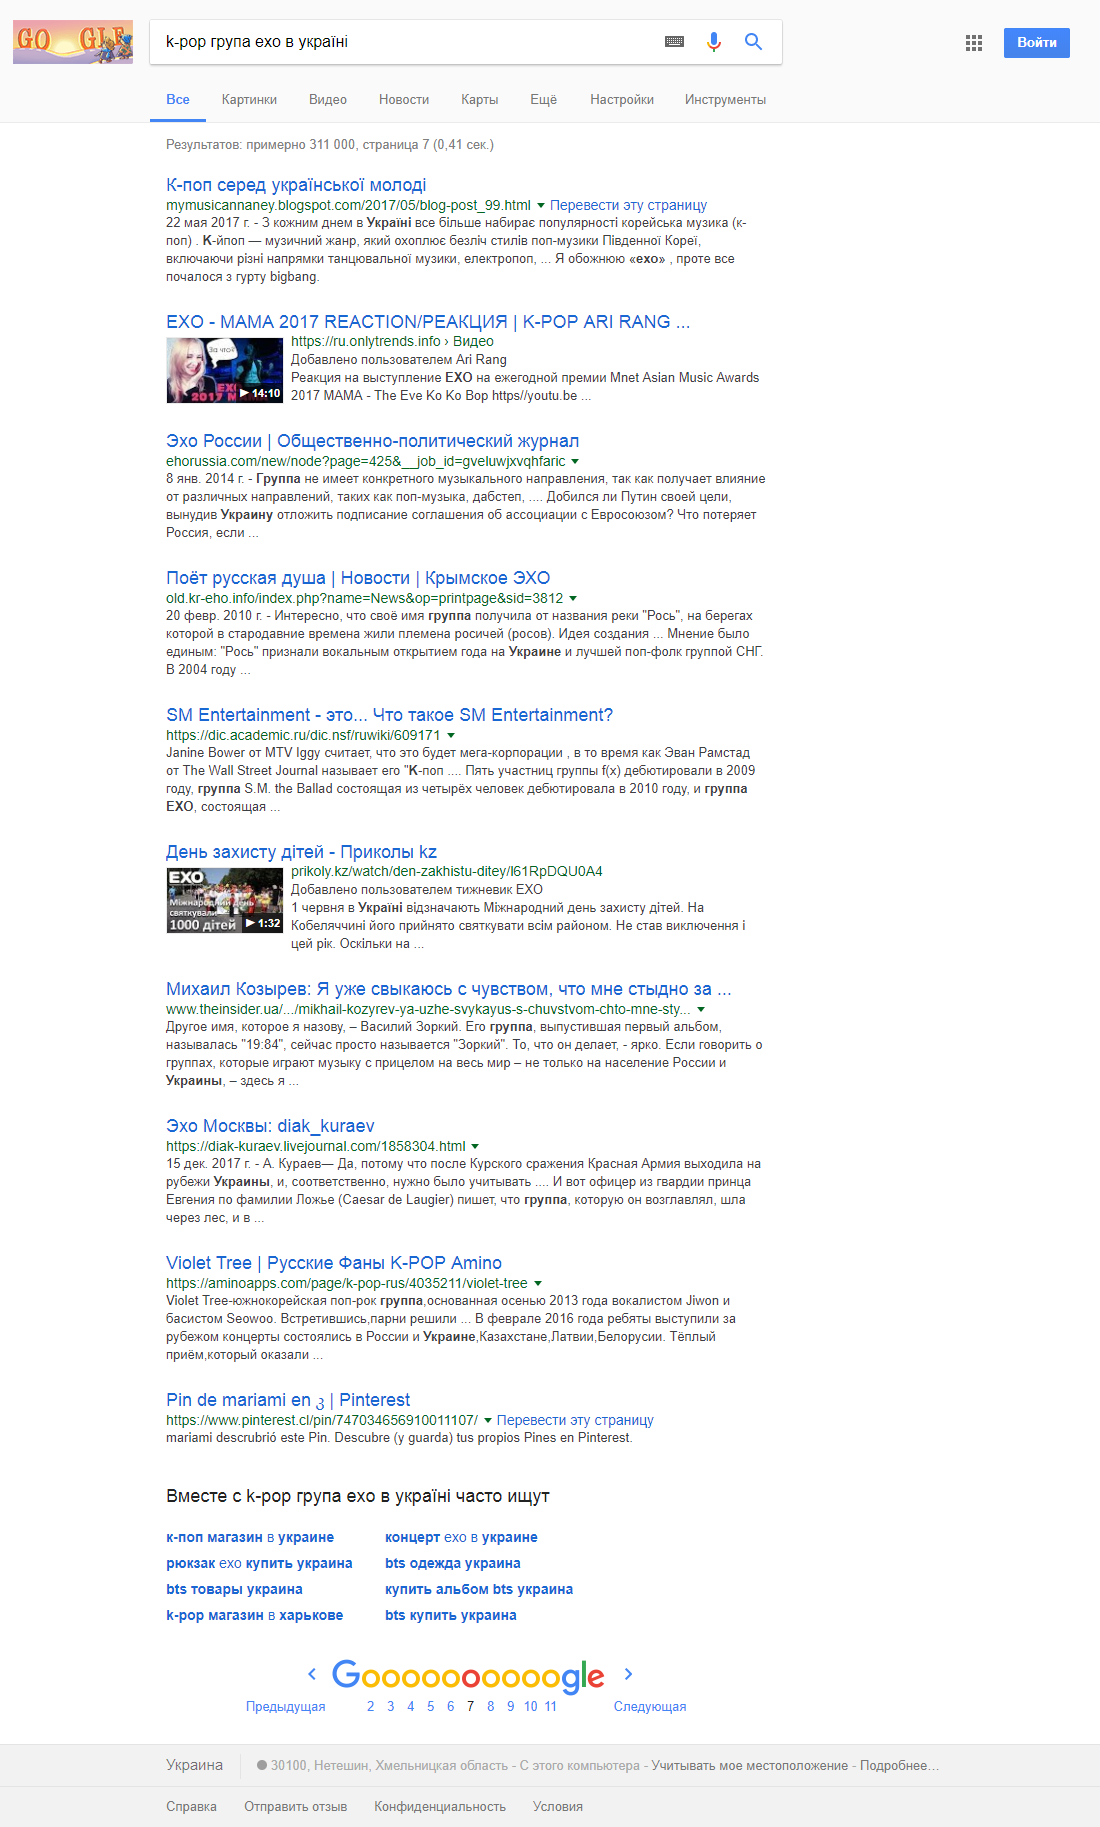 k-pop група ехо в україні
Войти
Все Картинки Видео Новости Карты Ещё Настройки Инструменты
Результатов: примерно 311 000, страница 7 (0,41 сек.)
К-поп серед української молоді
mymusicannaney.blogspot.com/2017/05/blog-post_99.html Перевести эту страницу
22 мая 2017 г. - З кожним днем в Україні все більше набирає популярності корейська музика (к-
поп) . К-йпоп — музичний жанр, який охоплює безліч стилів поп-музики Південної Кореї,
включаючи різні напрямки танцювальної музики, електропоп, ... Я обожнюю «ехо» , проте все
почалося з гурту bigbang.
EXO - MAMA 2017 REACTION/РЕАКЦИЯ | K-POP ARI RANG ...
https://ru.onlytrends.info › Видео
Добавлено пользователем Ari Rang
Реакция на выступление EXO на ежегодной премии Mnet Asian Music Awards
2017 MAMA - The Eve Ko Ko Bop https//youtu.be ...
За что?
EXO
2017 M
14:10
Эхо России | Общественно-политический журнал
ehorussia.com/new/node?page=425&__job_id=gveluwjxvqhfaric
8 янв. 2014 г. - Группа не имеет конкретного музыкального направления, так как получает влияние
от различных направлений, таких как поп-музыка, дабстеп, .... Добился ли Путин своей цели,
вынудив Украину отложить подписание соглашения об ассоциации с Евросоюзом? Что потеряет
Россия, если ...
Поёт русская душа | Новости | Крымское ЭХО
old.kr-eho.info/index.php?name=News&op=printpage&sid=3812
20 февр. 2010 г. - Интересно, что своё имя группа получила от названия реки "Рось", на берегах
которой в стародавние времена жили племена росичей (росов). Идея создания ... Мнение было
единым: "Рось" признали вокальным открытием года на Украине и лучшей поп-фолк группой СНГ.
В 2004 году ...
SM Entertainment - это... Что такое SM Entertainment?
https://dic.academic.ru/dic.nsf/ruwiki/609171
Janine Bower от MTV Iggy считает, что это будет мега-корпорации , в то время как Эван Рамстад
от The Wall Street Journal называет его "К-поп .... Пять участниц группы f(x) дебютировали в 2009
году, группа S.M. the Ballad состоящая из четырёх человек дебютировала в 2010 году, и группа
EXO, состоящая ...
День захисту дітей - Приколы kz
prikoly.kz/watch/den-zakhistu-ditey/l61RpDQU0A4
Добавлено пользователем тижневик ЕХО
1 червня в Україні відзначають Міжнародний день захисту дітей. На
Кобеляччині його прийнято святкувати всім районом. Не став виключення і
цей рік. Оскільки на ...
ЕХО
Міжнародний день
святкували
1000 дітей
1:32
Михаил Козырев: Я уже свыкаюсь с чувством, что мне стыдно за ...
www.theinsider.ua/.../mikhail-kozyrev-ya-uzhe-svykayus-s-chuvstvom-chto-mne-sty...
Другое имя, которое я назову, – Василий Зоркий. Его группа, выпустившая первый альбом,
называлась "19:84", сейчас просто называется "Зоркий". То, что он делает, - ярко. Если говорить о
группах, которые играют музыку с прицелом на весь мир – не только на население России и
Украины, – здесь я ...
Эхо Москвы: diak_kuraev
https://diak-kuraev.livejournal.com/1858304.html
15 дек. 2017 г. - А. Кураев― Да, потому что после Курского сражения Красная Армия выходила на
рубежи Украины, и, соответственно, нужно было учитывать .... И вот офицер из гвардии принца
Евгения по фамилии Ложье (Caesar de Laugier) пишет, что группа, которую он возглавлял, шла
через лес, и в ...
Violet Tree | Русские Фаны K-POP Amino
https://aminoapps.com/page/k-pop-rus/4035211/violet-tree
Violet Tree-южнокорейская поп-рок группа,основанная осенью 2013 года вокалистом Jiwon и
басистом Seowoo. Встретившись,парни решили ... В феврале 2016 года ребяты выступили за
рубежом концерты состоялись в России и Украине,Казахстане,Латвии,Белорусии. Тёплый
приём,который оказали ...
Pin de mariami en ვ | Pinterest
https://www.pinterest.cl/pin/747034656910011107/ Перевести эту страницу
mariami descrubrió este Pin. Descubre (y guarda) tus propios Pines en Pinterest.
Вместе с k-pop група ехо в україні часто ищут
к-поп магазин в украине концерт exo в украине
рюкзак exo купить украина bts одежда украина
bts товары украина купить альбом bts украина
k-pop магазин в харькове bts купить украина
Goooooooooogle
Предыдущая 2 3 4 5 6 7 8 9 10 11 Следующая
Украина 30100, Нетешин, Хмельницкая область - С этого компьютера - Учитывать мое местоположение - Подробнее…
Справка Отправить отзыв Конфиденциальность Условия